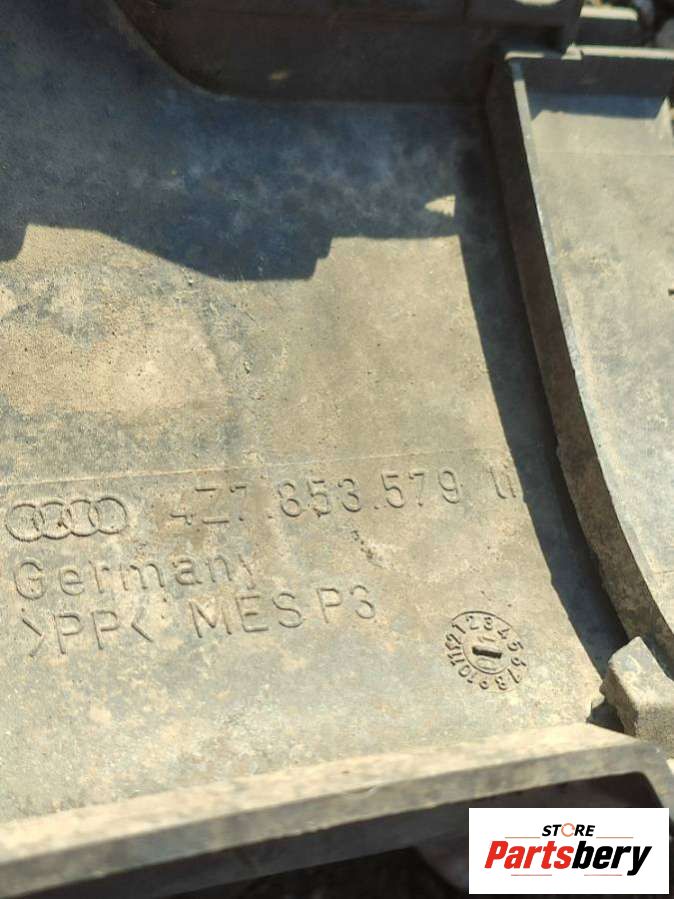 4Z7.853.579
Germany
>PP< MES P3
STORE
Partsbery